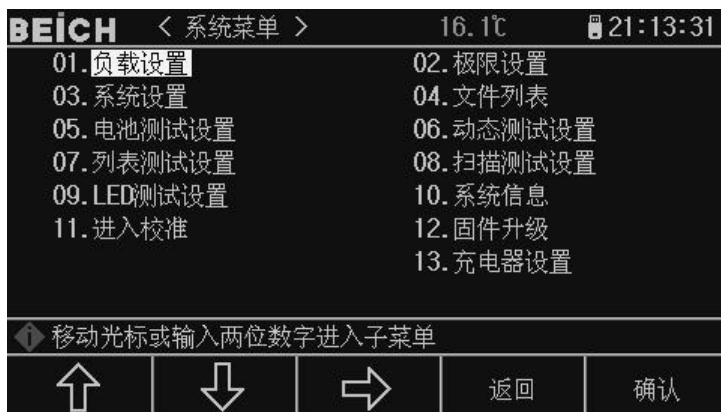 BEICH < 系统菜单 > 16.1℃ 21:13:31
01.负载设置 02.极限设置
03.系统设置 04.文件列表
05.电池测试设置 06.动态测试设置
07.列表测试设置 08.扫描测试设置
09.LED测试设置 10.系统信息
11.进入校准 12.固件升级
13.充电器设置
移动光标或输入两位数字进入子菜单
返回 确认